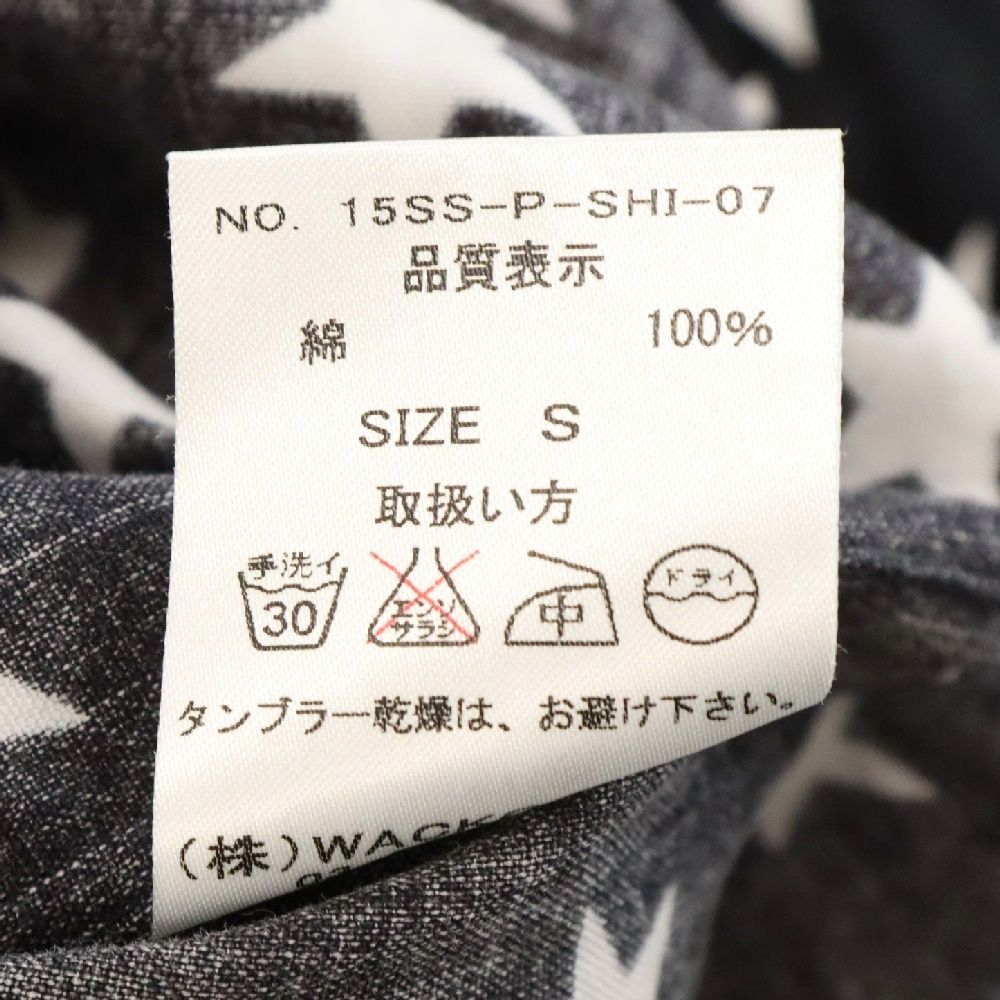 NO. 15SS-P-SHI-07
品質表示
綿 100%
SIZE S
取扱い方
手洗イ 30 エンソ サラシ 中 ドライ
タンブラー乾燥は、お避け下さい。
(株)WACK